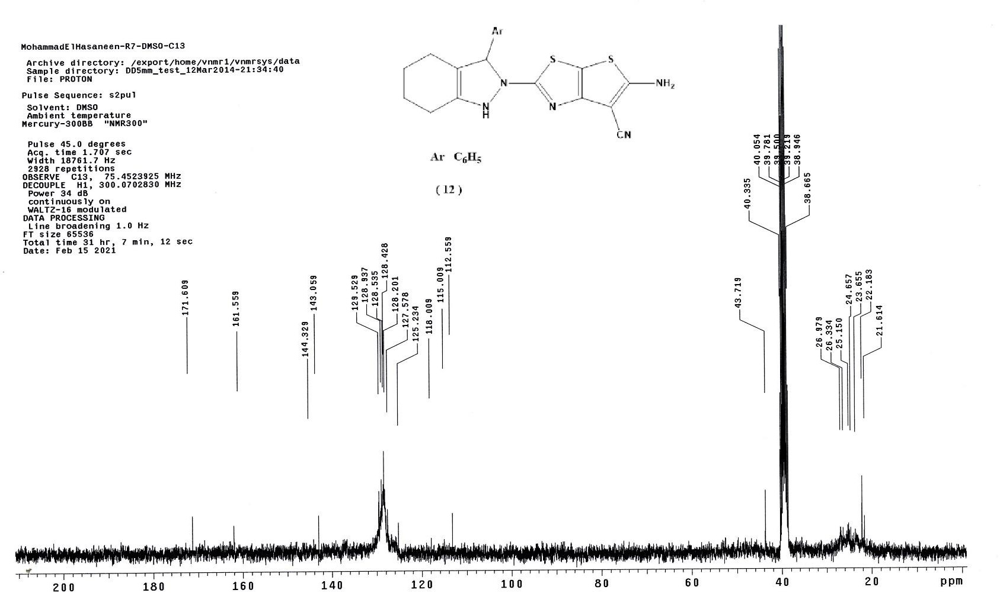 MohammadElHasaneen-R7-DMSO-C13
Archive directory: /export/home/vnmr1/vnmrsys/data
Sample directory: DD5mm_test_12Mar2014-21:34:40
File: PROTON
Pulse Sequence: s2pul
Solvent: DMSO
Ambient temperature
Mercury-300BB "NMR300"
Pulse 45.0 degrees
Acq. time 1.707 sec
Width 18761.7 Hz
2928 repetitions
OBSERVE C13, 75.4523925 MHz
DECOUPLE H1, 300.0702830 MHz
Power 34 dB
continuously on
WALTZ-16 modulated
DATA PROCESSING
Line broadening 1.0 Hz
FT size 65536
Total time 31 hr, 7 min, 12 sec
Date: Feb 15 2021
Ar
S
S
N
N
NH2
N
H
CN
Ar C6H5
(12)
171.609
161.559
144.329
143.059
129.529
128.937
128.535
128.428
128.201
127.578
125.234
118.009
115.009
112.559
43.719
40.335
40.054
39.781
39.500
39.219
38.946
38.665
26.979
26.334
25.150
24.657
23.655
22.183
21.614
200 180 160 140 120 100 80 60 40 20 ppm